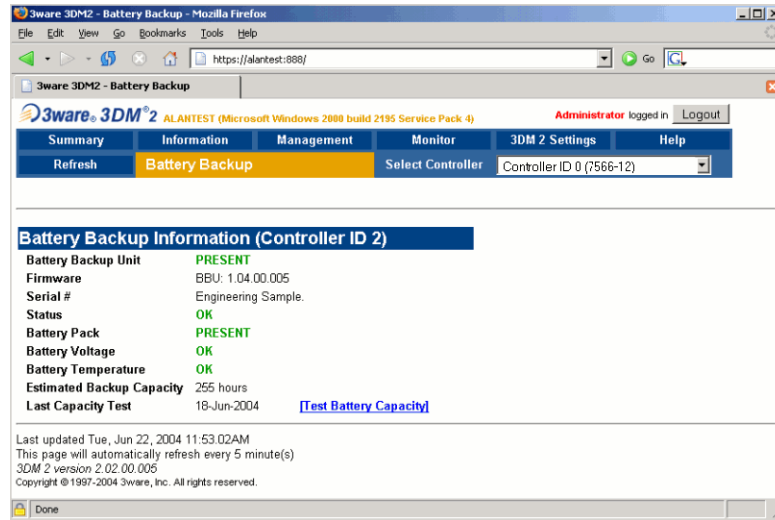 3ware 3DM2 - Battery Backup - Mozilla Firefox
File Edit View Go Bookmarks Tools Help
https://alantest:888/ Go G
3ware 3DM2 - Battery Backup
3ware® 3DM®2 ALANTEST (Microsoft Windows 2000 build 2195 Service Pack 4) Administrator logged in Logout
Summary Information Management Monitor 3DM 2 Settings Help
Refresh Battery Backup Select Controller Controller ID 0 (7566-12)
Battery Backup Information (Controller ID 2)
Battery Backup Unit PRESENT
Firmware BBU: 1.04.00.005
Serial # Engineering Sample.
Status OK
Battery Pack PRESENT
Battery Voltage OK
Battery Temperature OK
Estimated Backup Capacity 255 hours
Last Capacity Test 18-Jun-2004 [Test Battery Capacity]
Last updated Tue, Jun 22, 2004 11:53.02AM
This page will automatically refresh every 5 minute(s)
3DM 2 version 2.02.00.005
Copyright ©1997-2004 3ware, Inc. All rights reserved.
Done